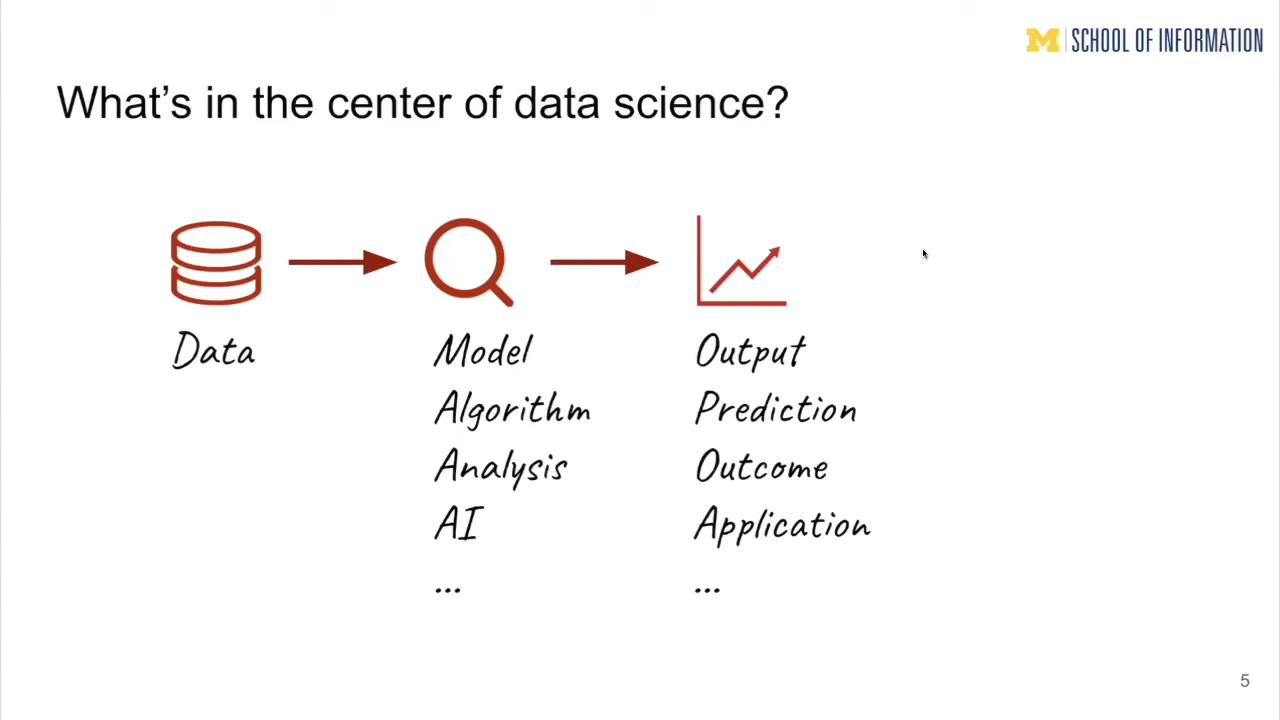 M SCHOOL OF INFORMATION
What's in the center of data science?
Data
Model
Algorithm
Analysis
AI
...
Output
Prediction
Outcome
Application
...
5